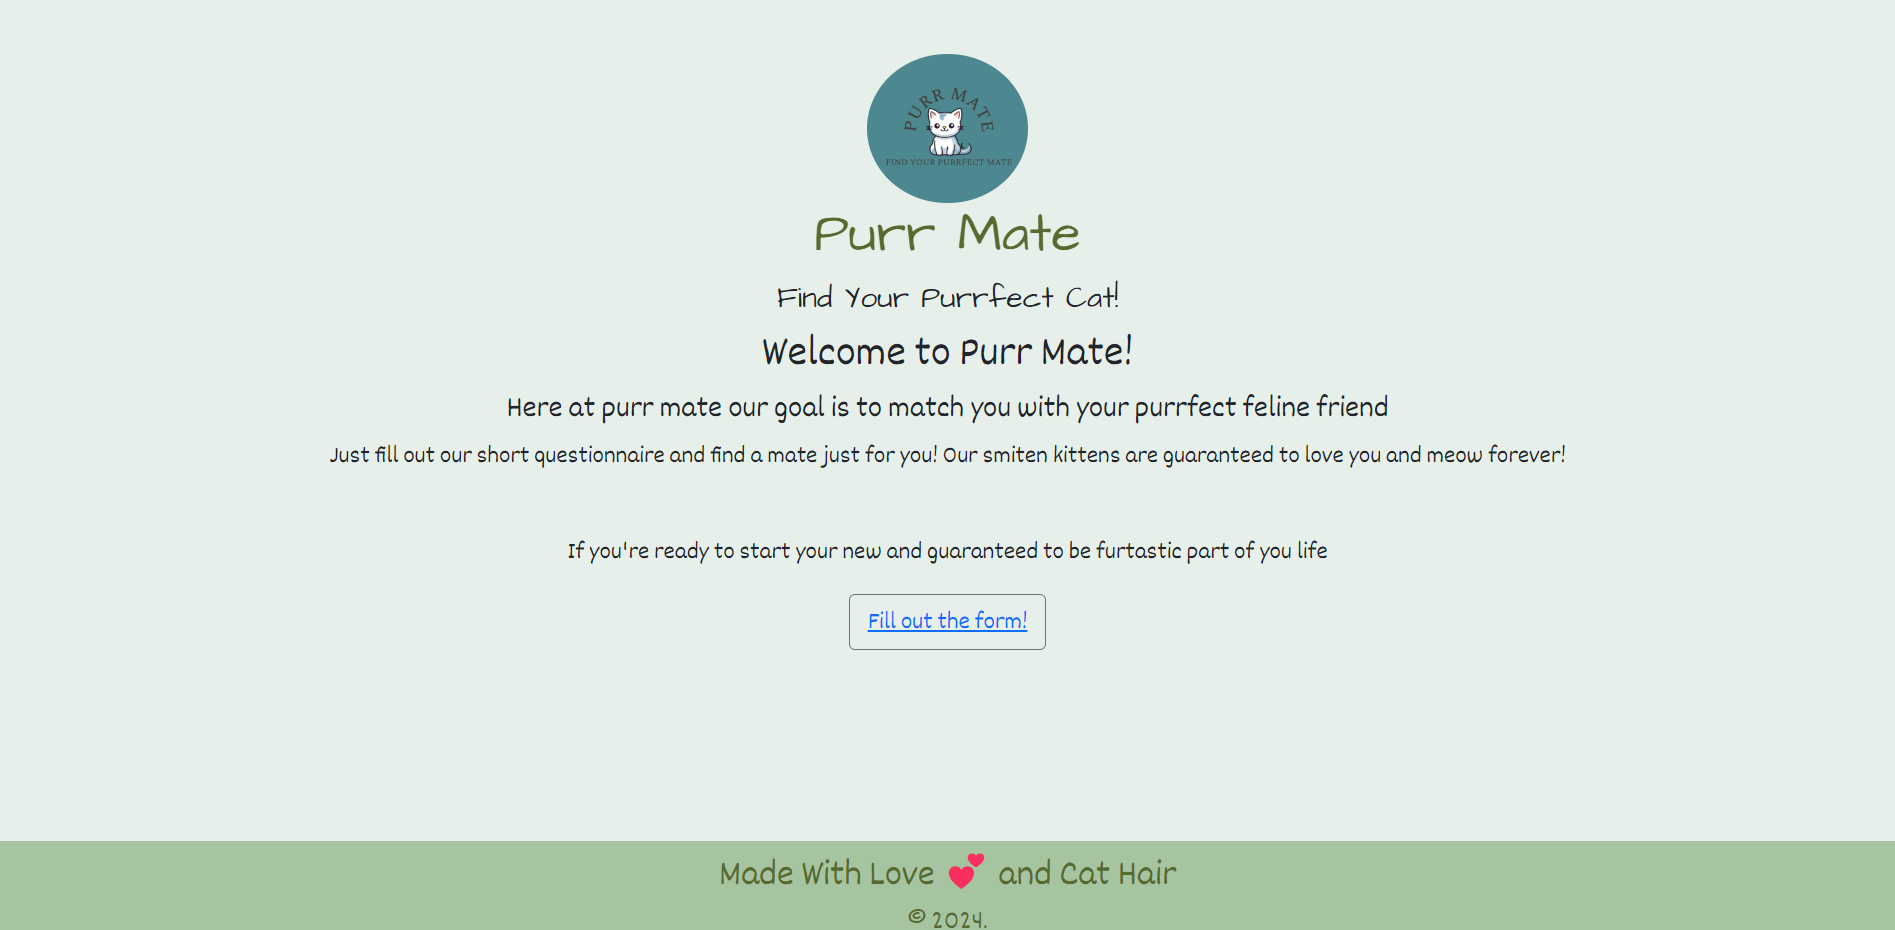 PURR MATE
FIND YOUR PURRFECT MATE
Purr Mate
Find Your Purrfect Cat!
Welcome to Purr Mate!
Here at purr mate our goal is to match you with your purrfect feline friend
Just fill out our short questionnaire and find a mate just for you! Our smiten kittens are guaranteed to love you and meow forever!
If you're ready to start your new and guaranteed to be furtastic part of you life
Fill out the form!
Made With Love 💕 and Cat Hair
© 2024.